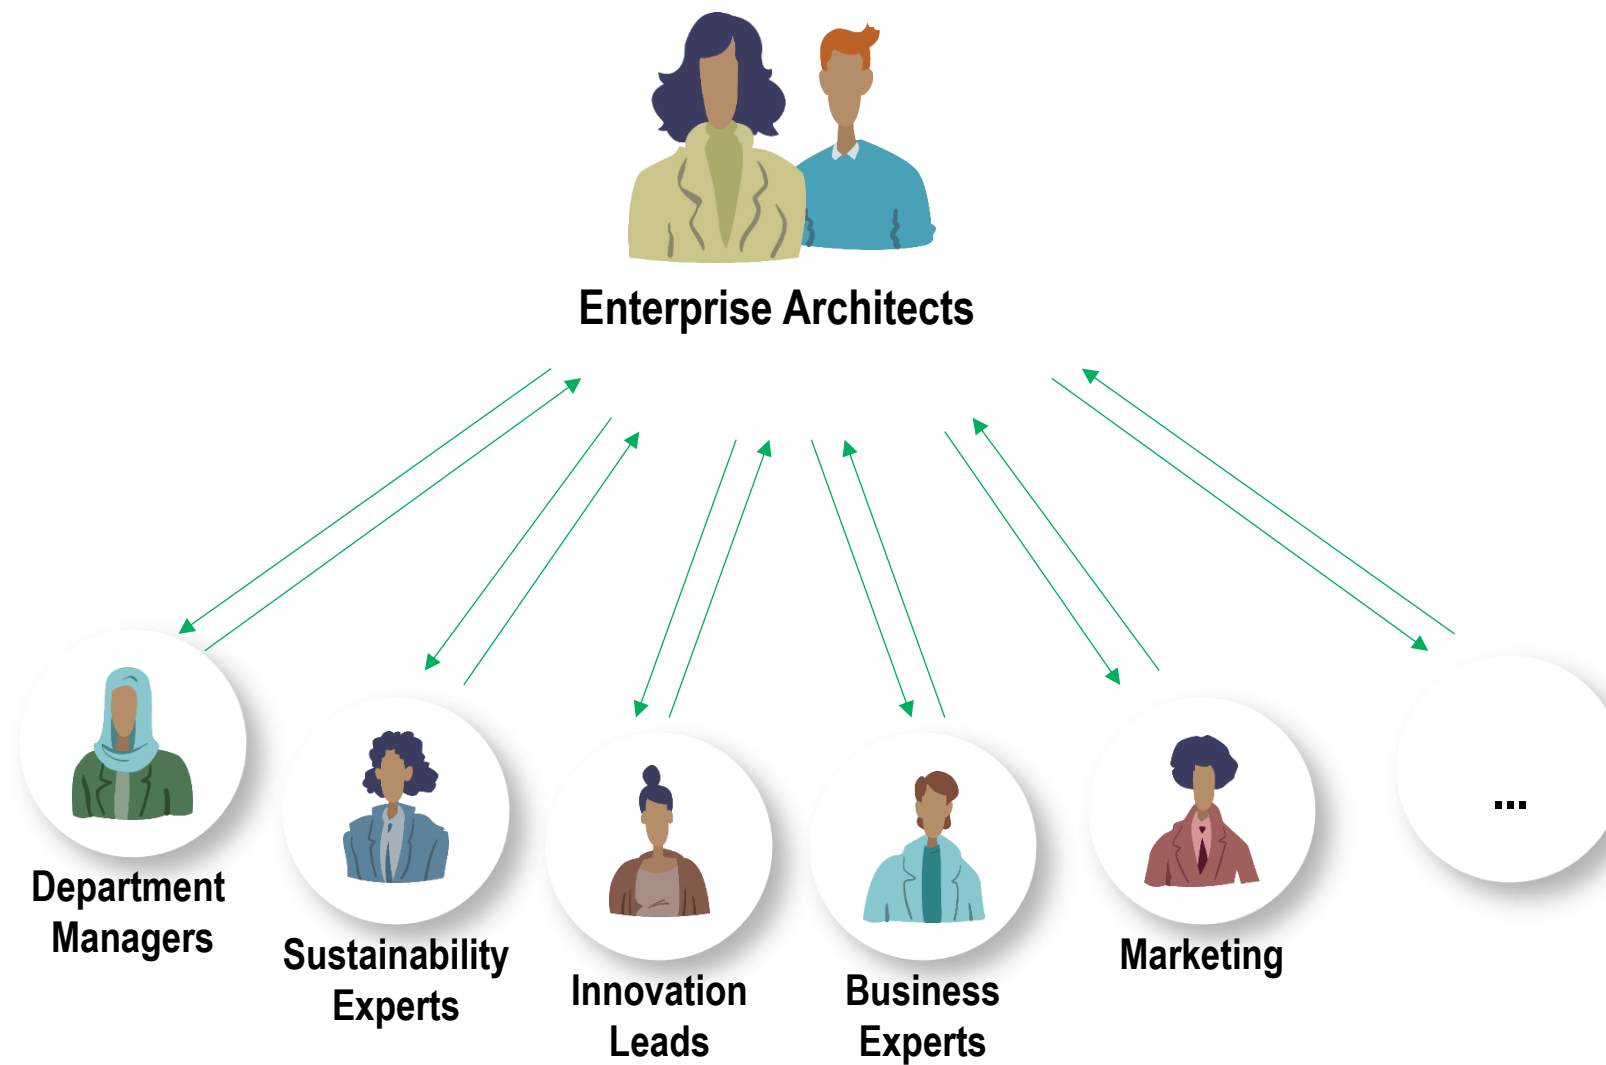 Enterprise Architects
Department
Managers
Sustainability
Experts
Innovation
Leads
Business
Experts
Marketing
...